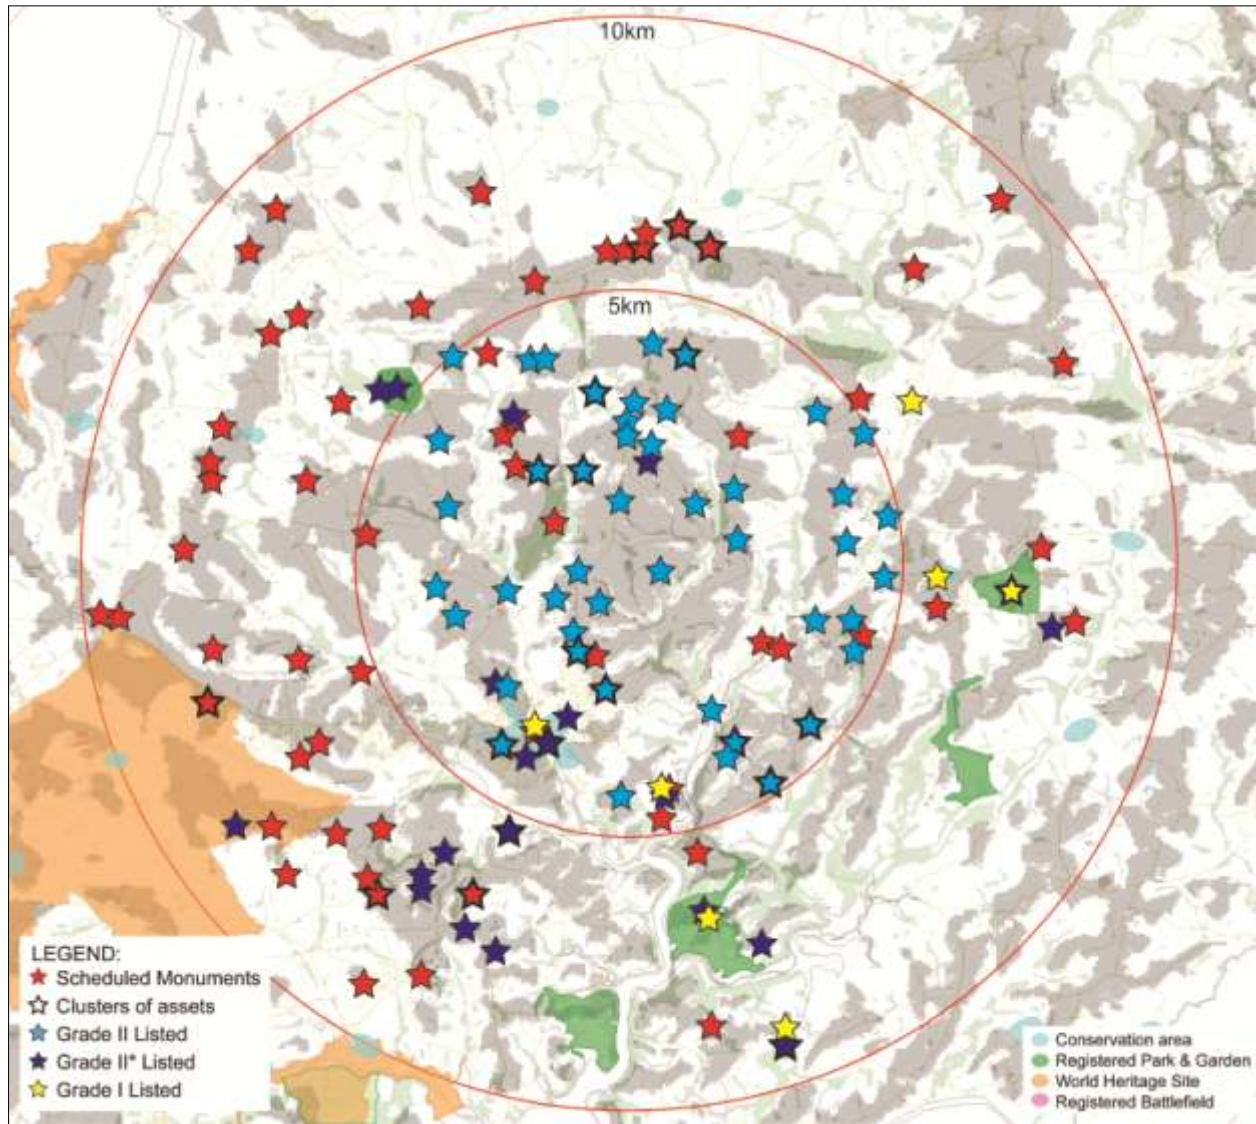 10km
5km
LEGEND:
Scheduled Monuments
Clusters of assets
Grade II Listed
Grade II* Listed
Grade I Listed
Conservation area
Registered Park & Garden
World Heritage Site
Registered Battlefield